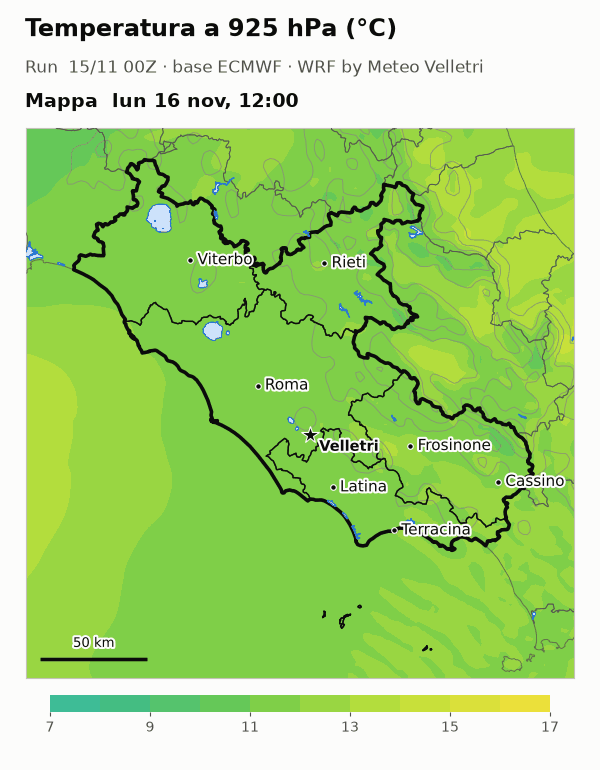 Temperatura a 925 hPa (°C)
Run 15/11 00Z · base ECMWF · WRF by Meteo Velletri
Mappa lun 16 nov, 12:00
Viterbo
Rieti
Roma
Velletri
Frosinone
Cassino
Latina
Terracina
50 km
7 9 11 13 15 17